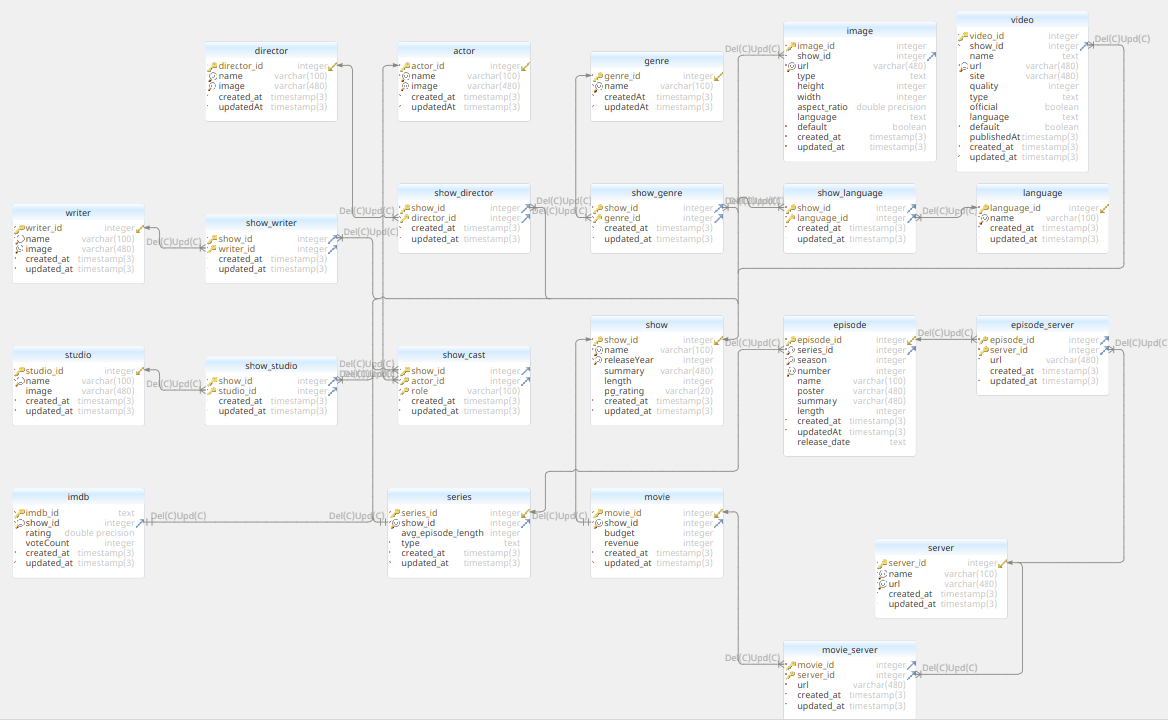 director
director_id integer
name varchar(100)
image varchar(480)
created_at timestamp(3)
updatedAt timestamp(3)
actor
actor_id integer
name varchar(100)
image varchar(480)
created_at timestamp(3)
updatedAt timestamp(3)
genre
genre_id integer
name varchar(100)
createdAt timestamp(3)
updatedAt timestamp(3)
Del(C)Upd(C)
image
image_id integer
show_id integer
url varchar(480)
type text
height integer
width integer
aspect_ratio double precision
language text
default boolean
created_at timestamp(3)
updated_at timestamp(3)
video
video_id integer
show_id integer
name text
url varchar(480)
site varchar(480)
quality integer
type text
official boolean
language text
default boolean
publishedAt timestamp(3)
created_at timestamp(3)
updated_at timestamp(3)
Del(C)Upd(C)
writer
writer_id integer
name varchar(100)
image varchar(480)
created_at timestamp(3)
updated_at timestamp(3)
Del(C)Upd(C)
show_writer
show_id integer
writer_id integer
created_at timestamp(3)
updated_at timestamp(3)
Del(C)Upd(C)
Del(C)Upd(C)
show_director
show_id integer
director_id integer
created_at timestamp(3)
updated_at timestamp(3)
Del(C)Upd(C)
Del(C)Upd(C)
show_genre
show_id integer
genre_id integer
created_at timestamp(3)
updated_at timestamp(3)
show_language
show_id integer
language_id integer
created_at timestamp(3)
updated_at timestamp(3)
Del(C)Upd(C)
language
language_id integer
name varchar(100)
created_at timestamp(3)
updated_at timestamp(3)
studio
studio_id integer
name varchar(100)
image varchar(480)
created_at timestamp(3)
updated_at timestamp(3)
Del(C)Upd(C)
show_studio
show_id integer
studio_id integer
created_at timestamp(3)
updated_at timestamp(3)
Del(C)Upd(C)
Del(C)Upd(C)
show_cast
show_id integer
actor_id integer
role varchar(100)
created_at timestamp(3)
updated_at timestamp(3)
show
show_id integer
name varchar(100)
releaseYear integer
summary varchar(480)
length integer
pg_rating varchar(20)
created_at timestamp(3)
updated_at timestamp(3)
Del(C)Upd(C)
episode
episode_id integer
series_id integer
season integer
number integer
name varchar(100)
poster varchar(480)
summary varchar(480)
length integer
created_at timestamp(3)
updatedAt timestamp(3)
release_date text
Del(C)Upd(C)
episode_server
episode_id integer
server_id integer
url varchar(480)
created_at timestamp(3)
updated_at timestamp(3)
Del(C)Upd(C
imdb
imdb_id text
show_id integer
rating double precision
voteCount integer
created_at timestamp(3)
updated_at timestamp(3)
Del(C)Upd(C)
Del(C)Upd(C)
series
series_id integer
show_id integer
avg_episode_length integer
type text
created_at timestamp(3)
updated_at timestamp(3)
Del(C)Upd(C)
movie
movie_id integer
show_id integer
budget integer
revenue integer
created_at timestamp(3)
updated_at timestamp(3)
server
server_id integer
name varchar(100)
url varchar(480)
created_at timestamp(3)
updated_at timestamp(3)
Del(C)Upd(C)
movie_server
movie_id integer
server_id integer
url varchar(480)
created_at timestamp(3)
updated_at timestamp(3)
Del(C)Upd(C)